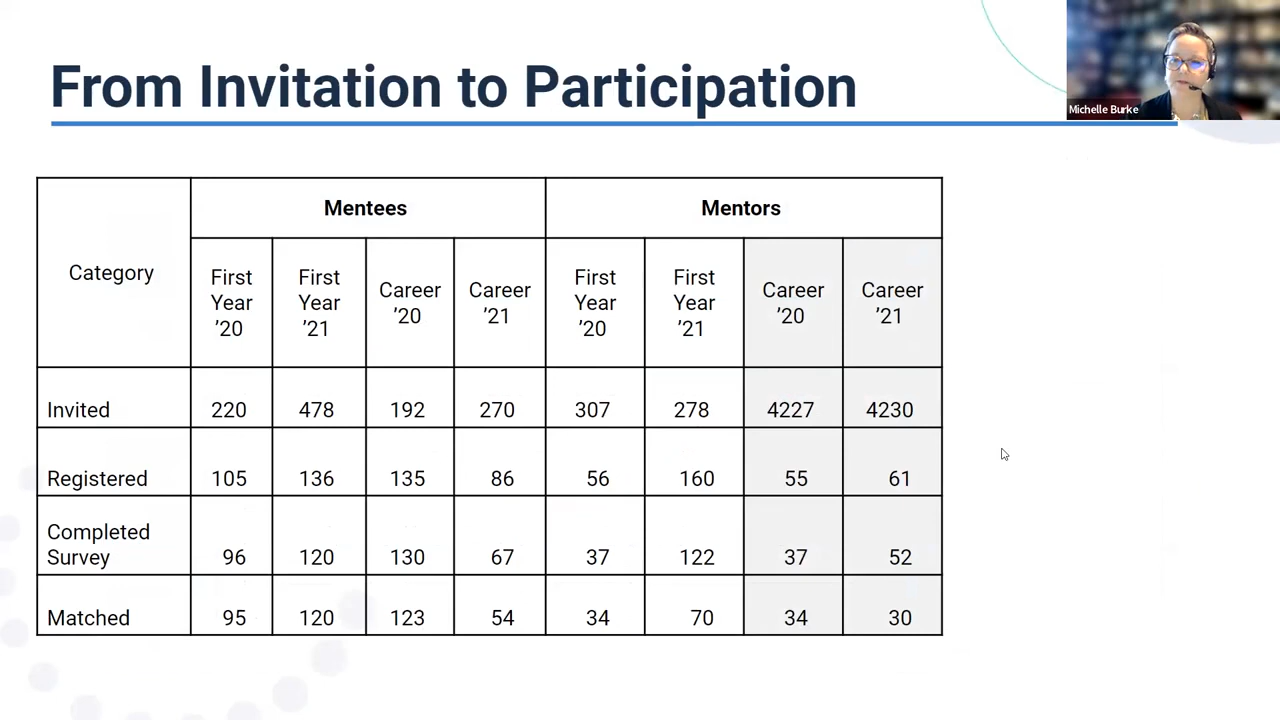 From Invitation to Participation
Michelle Burke
Category
Mentees
Mentors
First
Year
'20
First
Year
'21
Career
'20
Career
'21
First
Year
'20
First
Year
'21
Career
'20
Career
'21
Invited 220 478 192 270 307 278 4227 4230
Registered 105 136 135 86 56 160 55 61
Completed
Survey 96 120 130 67 37 122 37 52
Matched 95 120 123 54 34 70 34 30